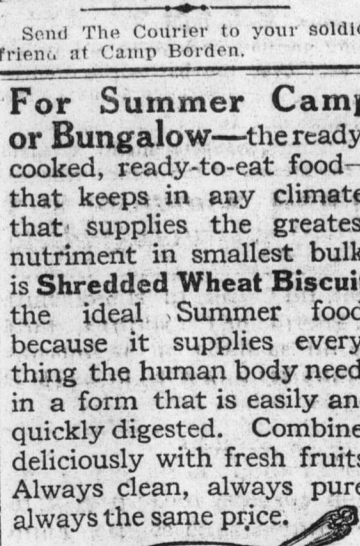 Send The Courier to your soldie
friend at Camp Borden.
For Summer Camp
or Bungalow—the ready
cooked, ready-to-eat food—
that keeps in any climate
that supplies the greates
nutriment in smallest bulk
is Shredded Wheat Biscui
the ideal Summer food
because it supplies every
thing the human body need
in a form that is easily an
quickly digested. Combine
deliciously with fresh fruits
Always clean, always pure
always the same price.